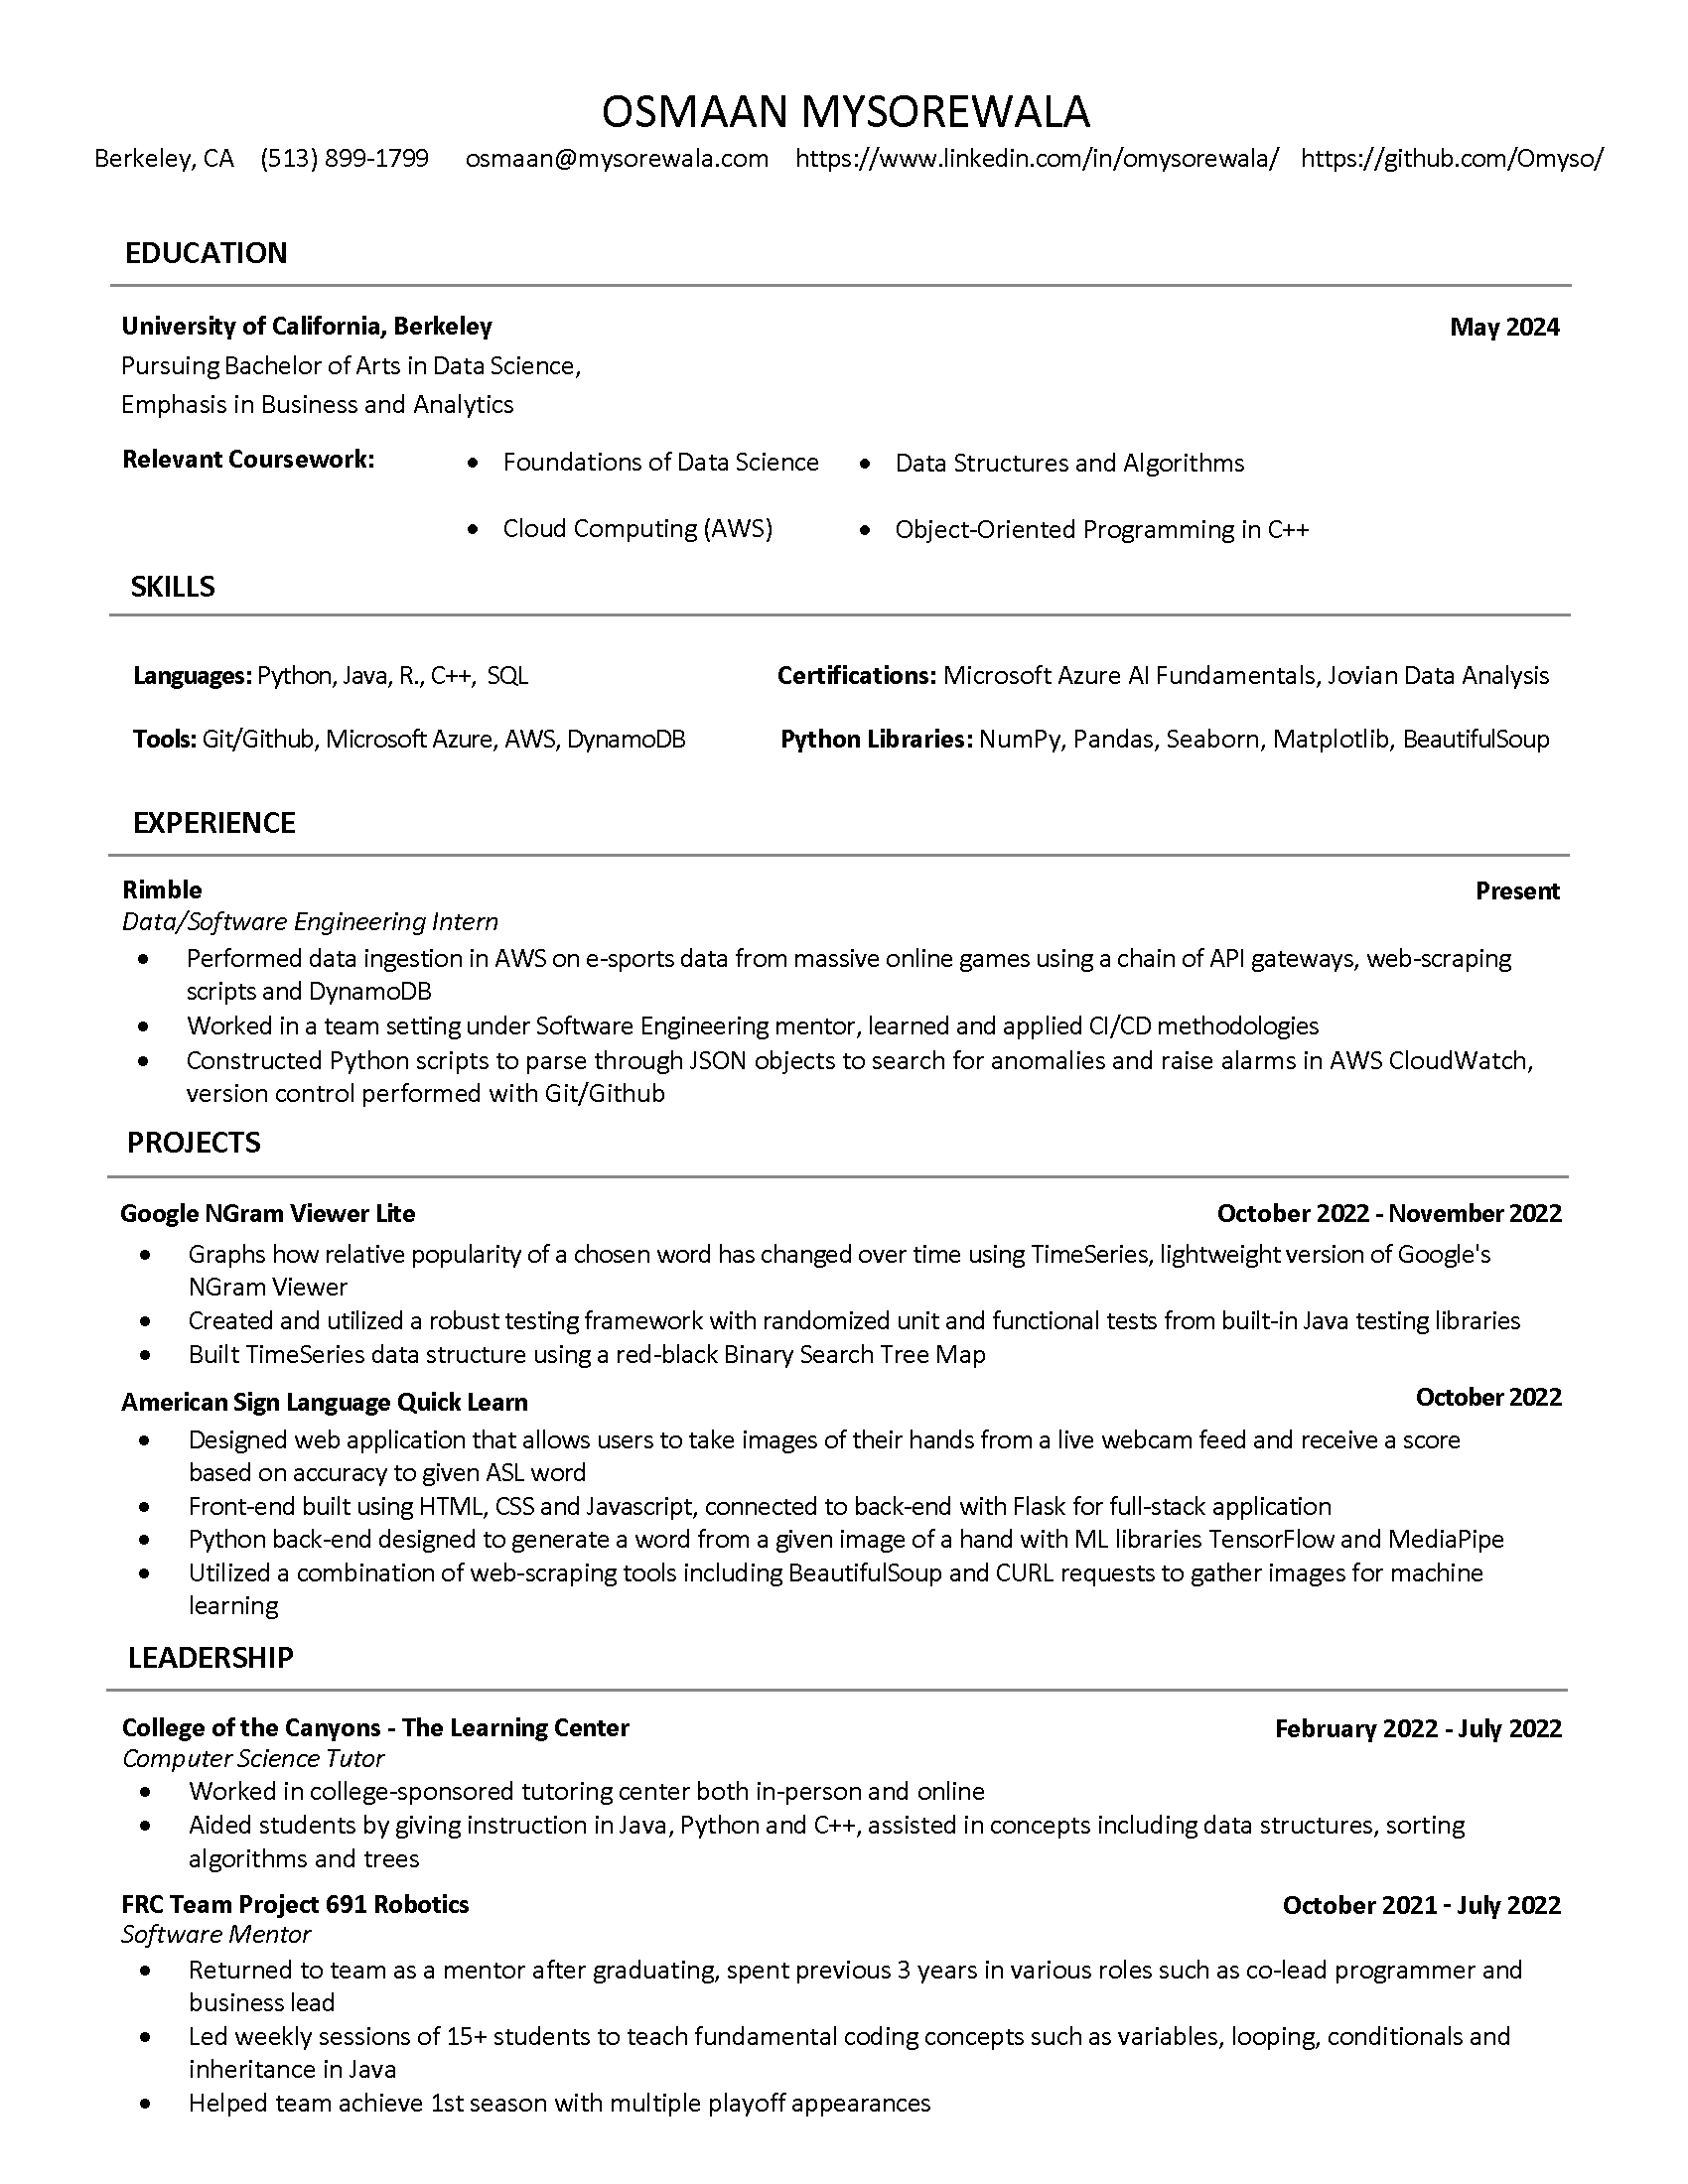 OSMAAN MYSOREWALA
Berkeley, CA (513) 899-1799 osmaan@mysorewala.com https://www.linkedin.com/in/omysorewala/ https://github.com/Omyso/
EDUCATION
University of California, Berkeley May 2024
Pursuing Bachelor of Arts in Data Science,
Emphasis in Business and Analytics
Relevant Coursework: • Foundations of Data Science • Data Structures and Algorithms
• Cloud Computing (AWS) • Object-Oriented Programming in C++
SKILLS
Languages: Python, Java, R., C++, SQL Certifications: Microsoft Azure AI Fundamentals, Jovian Data Analysis
Tools: Git/Github, Microsoft Azure, AWS, DynamoDB Python Libraries: NumPy, Pandas, Seaborn, Matplotlib, BeautifulSoup
EXPERIENCE
Rimble Present
Data/Software Engineering Intern
• Performed data ingestion in AWS on e-sports data from massive online games using a chain of API gateways, web-scraping
scripts and DynamoDB
• Worked in a team setting under Software Engineering mentor, learned and applied CI/CD methodologies
• Constructed Python scripts to parse through JSON objects to search for anomalies and raise alarms in AWS CloudWatch,
version control performed with Git/Github
PROJECTS
Google NGram Viewer Lite October 2022 - November 2022
• Graphs how relative popularity of a chosen word has changed over time using TimeSeries, lightweight version of Google's
NGram Viewer
• Created and utilized a robust testing framework with randomized unit and functional tests from built-in Java testing libraries
• Built TimeSeries data structure using a red-black Binary Search Tree Map
American Sign Language Quick Learn October 2022
• Designed web application that allows users to take images of their hands from a live webcam feed and receive a score
based on accuracy to given ASL word
• Front-end built using HTML, CSS and Javascript, connected to back-end with Flask for full-stack application
• Python back-end designed to generate a word from a given image of a hand with ML libraries TensorFlow and MediaPipe
• Utilized a combination of web-scraping tools including BeautifulSoup and CURL requests to gather images for machine
learning
LEADERSHIP
College of the Canyons - The Learning Center February 2022 - July 2022
Computer Science Tutor
• Worked in college-sponsored tutoring center both in-person and online
• Aided students by giving instruction in Java, Python and C++, assisted in concepts including data structures, sorting
algorithms and trees
FRC Team Project 691 Robotics October 2021 - July 2022
Software Mentor
• Returned to team as a mentor after graduating, spent previous 3 years in various roles such as co-lead programmer and
business lead
• Led weekly sessions of 15+ students to teach fundamental coding concepts such as variables, looping, conditionals and
inheritance in Java
• Helped team achieve 1st season with multiple playoff appearances